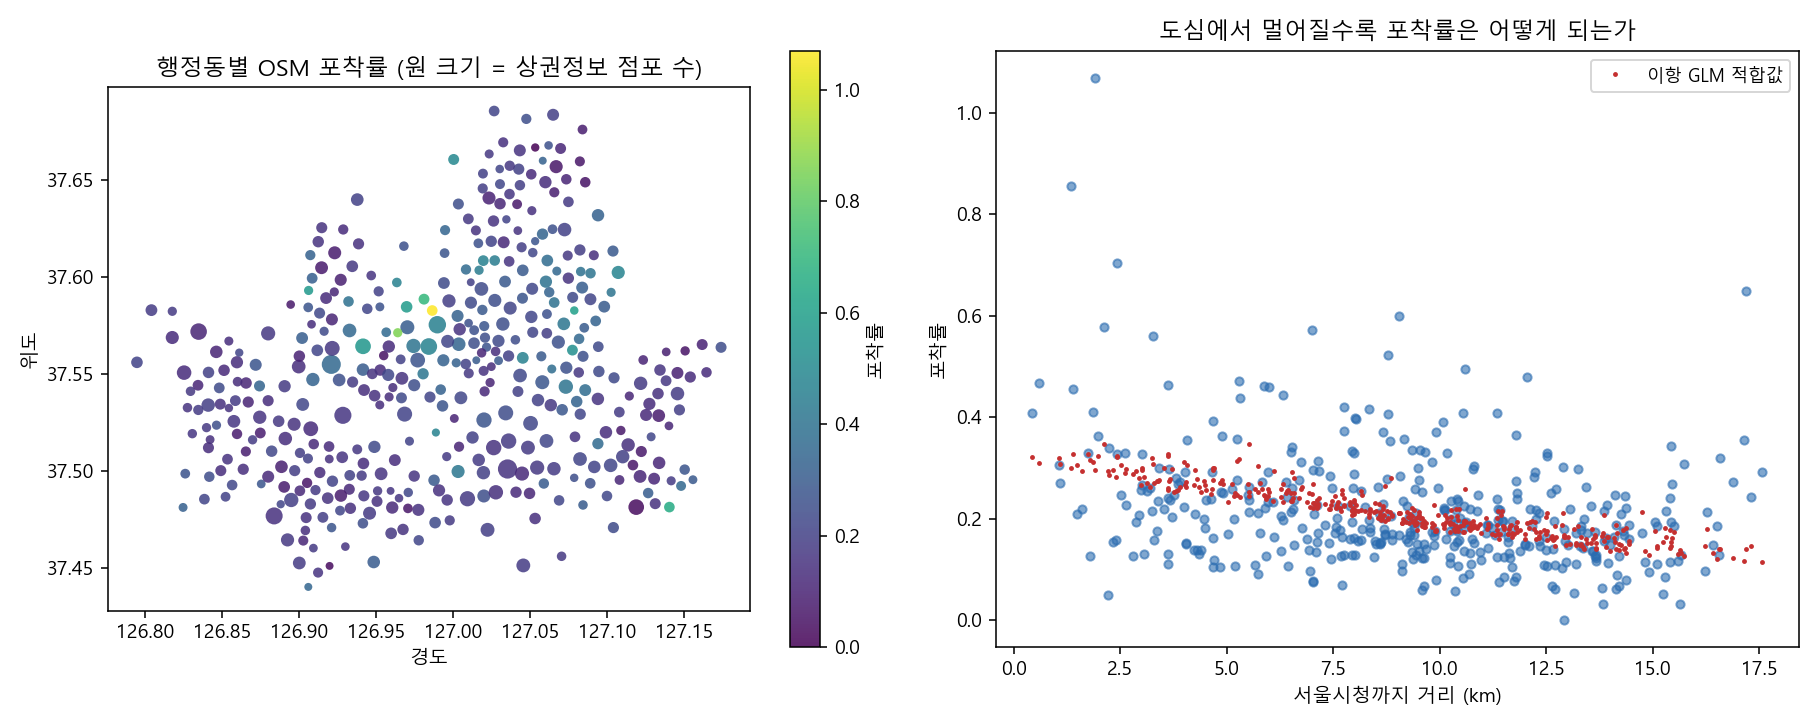 행정동별 OSM 포착률 (원 크기 = 상권정보 점포 수)
위도
37.65
37.60
37.55
37.50
37.45
126.80 126.85 126.90 126.95 127.00 127.05 127.10 127.15
경도
1.0
0.8
0.6
0.4
0.2
0.0
포착률
도심에서 멀어질수록 포착률은 어떻게 되는가
이항 GLM 적합값
포착률
1.0
0.8
0.6
0.4
0.2
0.0
0.0 2.5 5.0 7.5 10.0 12.5 15.0 17.5
서울시청까지 거리 (km)